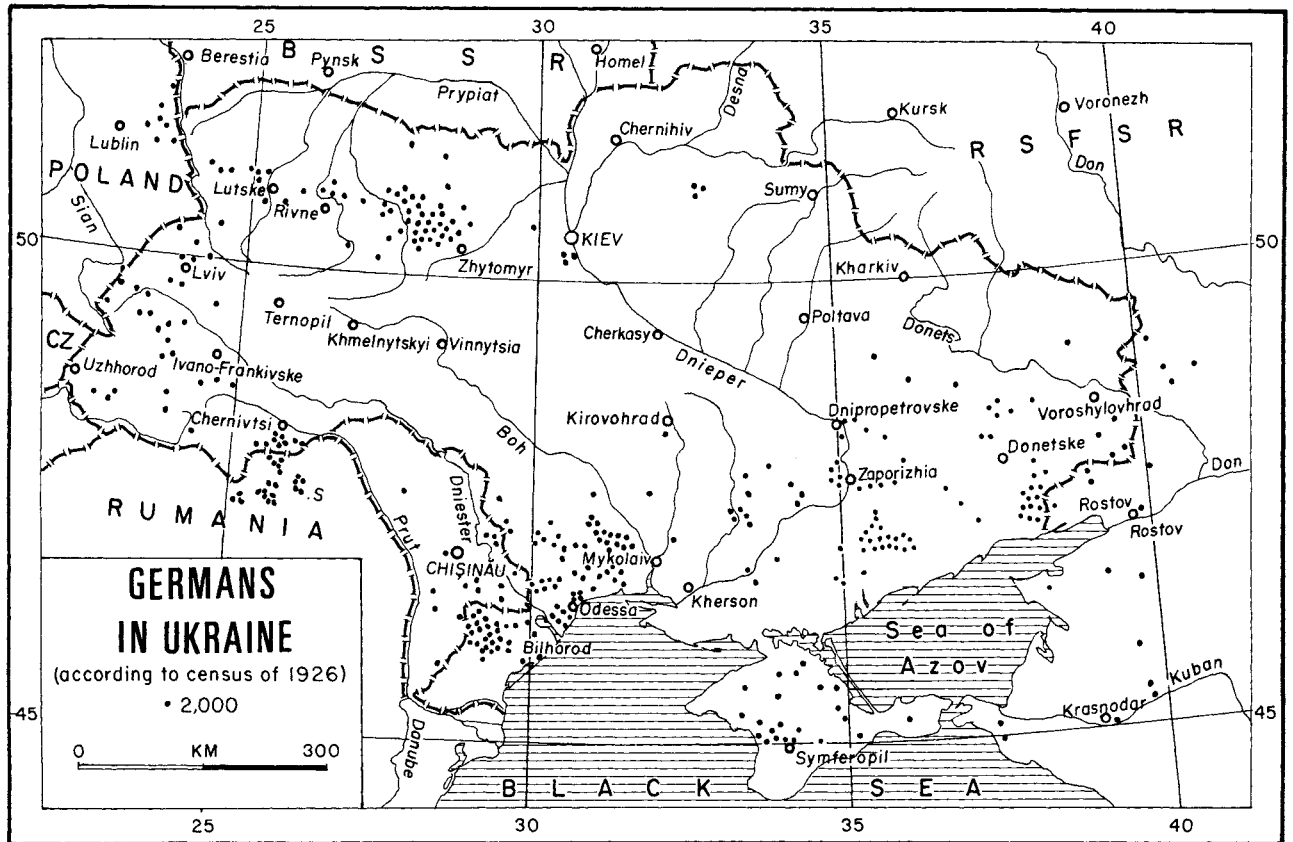 25 30 35 40
B S S R
Berestia
Pynsk
Homel
Prypiat
Desna
Kursk
Voronezh
Lublin
Chernihiv
R S F S R
POLAND
Don
Lutske
Sumy
Sian
Rivne
50
KIEV
50
Zhytomyr
Lviv
Kharkiv
Ternopil
Khmelnytskyi
Vinnytsia
Cherkasy
Poltava
Donets
CZ
Dnieper
Uzhhorod
Ivano-Frankivske
Chernivtsi
Boh
Kirovohrad
Dnipropetrovske
Voroshylovhrad
Donetske
Zaporizhia
Don
S
RUMANIA
Dniester
Prut
Rostov
Rostov
CHIȘINĂU
Mykolaiv
Kherson
Odessa
Bilhorod
Sea of
Azov
Kuban
Krasnodar
45
45
Danube
Symferopil
BLACK SEA
GERMANS
IN UKRAINE
(according to census of 1926)
• 2,000
0 KM 300
25 30 35 40